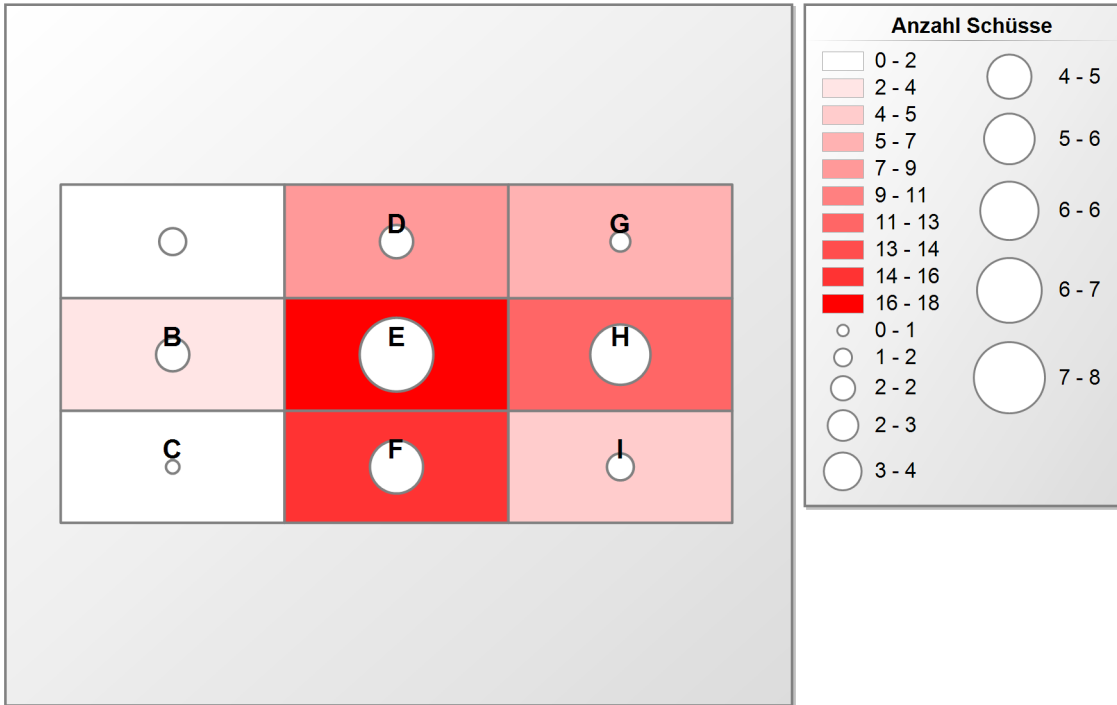 D
G
B
E
H
C
F
I
Anzahl Schüsse
0 - 2
2 - 4
4 - 5
5 - 7
7 - 9
9 - 11
11 - 13
13 - 14
14 - 16
16 - 18
0 - 1
1 - 2
2 - 2
2 - 3
3 - 4
4 - 5
5 - 6
6 - 6
6 - 7
7 - 8